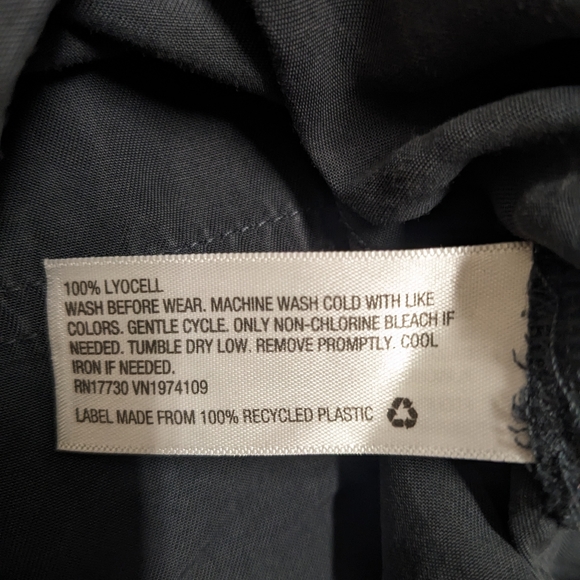 100% LYOCELL
WASH BEFORE WEAR. MACHINE WASH COLD WITH LIKE
COLORS. GENTLE CYCLE. ONLY NON-CHLORINE BLEACH IF
NEEDED. TUMBLE DRY LOW. REMOVE PROMPTLY. COOL
IRON IF NEEDED.
RN17730 VN1974109
LABEL MADE FROM 100% RECYCLED PLASTIC